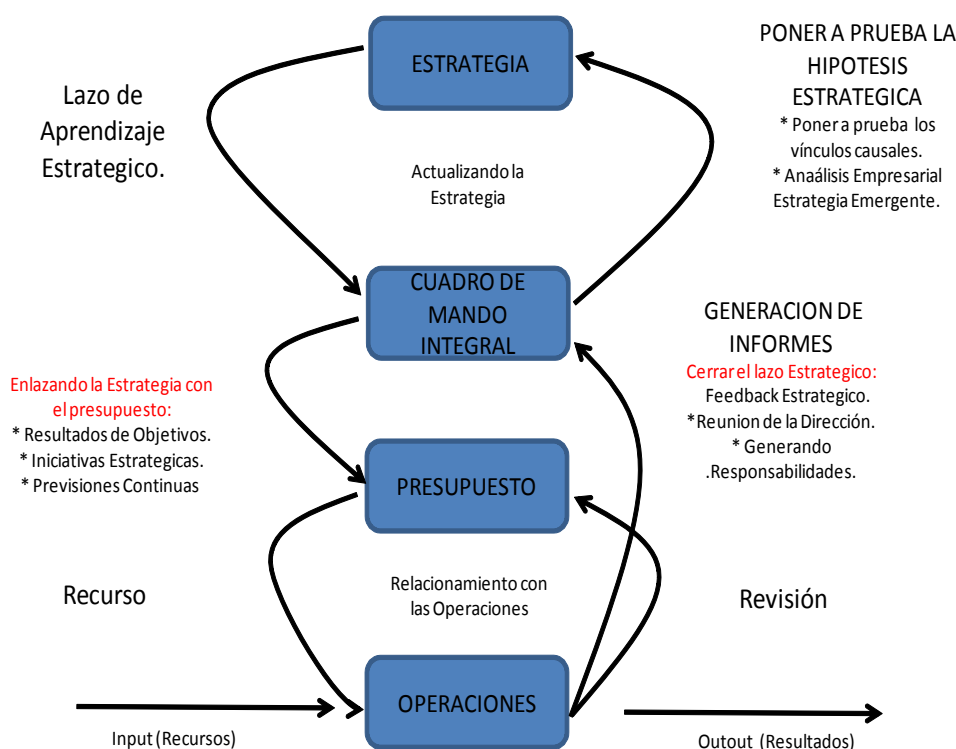 ESTRATEGIA
PONER A PRUEBA LA
HIPOTESIS
ESTRATEGICA
* Poner a prueba los
vínculos causales.
* Anaálisis Empresarial
Estrategia Emergente.
Lazo de
Aprendizaje
Estrategico.
Actualizando la
Estrategia
CUADRO DE
MANDO
INTEGRAL
GENERACION DE
INFORMES
Cerrar el lazo Estrategico:
Feedback Estrategico.
*Reunion de la Dirección.
* Generando
.Responsabilidades.
Enlazando la Estrategia con
el presupuesto:
* Resultados de Objetivos.
* Iniciativas Estrategicas.
* Previsiones Continuas
PRESUPUESTO
Recurso
Relacionamiento con
las Operaciones
Revisión
OPERACIONES
Input (Recursos)
Outout (Resultados)